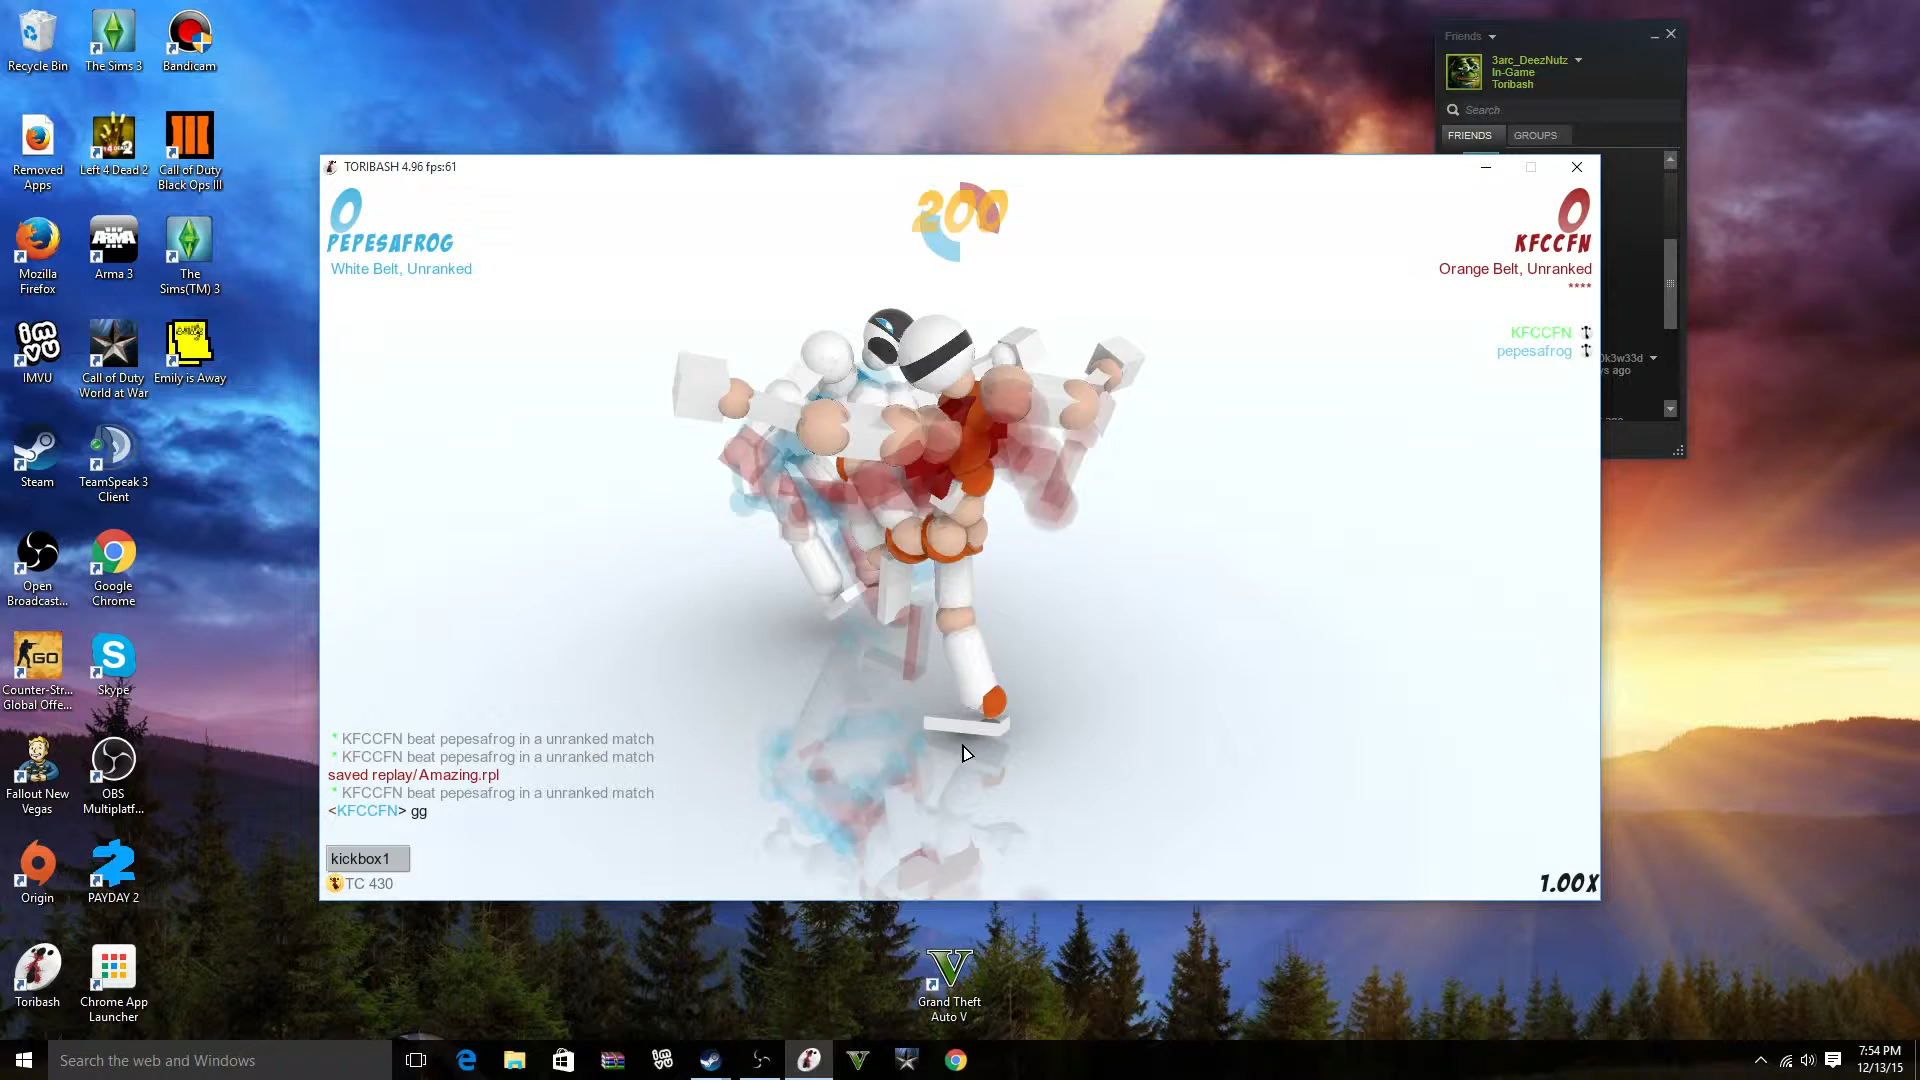 Recycle Bin
The Sims 3
Bandicam
Removed
Apps
Left 4 Dead 2
Call of Duty
Black Ops III
Mozilla
Firefox
Arma 3
The
Sims(TM) 3
IMVU
Call of Duty
World at War
Emily is Away
Steam
TeamSpeak 3
Client
Open
Broadcast...
Google
Chrome
Counter-Str...
Global Offe...
Skype
Fallout New
Vegas
OBS
Multiplatf...
Origin
PAYDAY 2
Toribash
Chrome App
Launcher
Grand Theft
Auto V
Friends
3arc_DeezNutz
In-Game
Toribash
Search
FRIENDS
GROUPS
0k3w33d
ys ago
TORIBASH 4.96 fps:61
0
PEPESAFROG
White Belt, Unranked
200
0
KFCCFN
Orange Belt, Unranked
****
KFCCFN
pepesafrog
* KFCCFN beat pepesafrog in a unranked match
* KFCCFN beat pepesafrog in a unranked match
saved replay/Amazing.rpl
* KFCCFN beat pepesafrog in a unranked match
<KFCCFN> gg
kickbox1
TC 430
1.00X
Search the web and Windows
7:54 PM
12/13/15